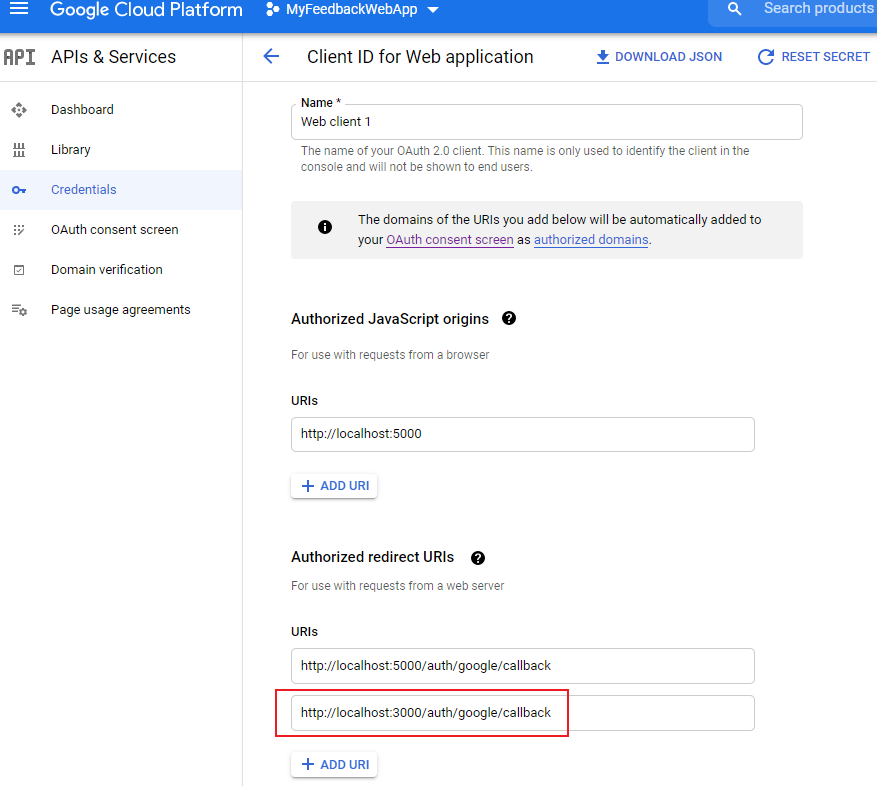 Google Cloud Platform
MyFeedbackWebApp
Search products
API APIs & Services
Dashboard
Library
Credentials
OAuth consent screen
Domain verification
Page usage agreements
Client ID for Web application
DOWNLOAD JSON
RESET SECRET
Name *
Web client 1
The name of your OAuth 2.0 client. This name is only used to identify the client in the
console and will not be shown to end users.
The domains of the URIs you add below will be automatically added to
your OAuth consent screen as authorized domains.
Authorized JavaScript origins
For use with requests from a browser
URIs
http://localhost:5000
+ ADD URI
Authorized redirect URIs
For use with requests from a web server
URIs
http://localhost:5000/auth/google/callback
http://localhost:3000/auth/google/callback
+ ADD URI